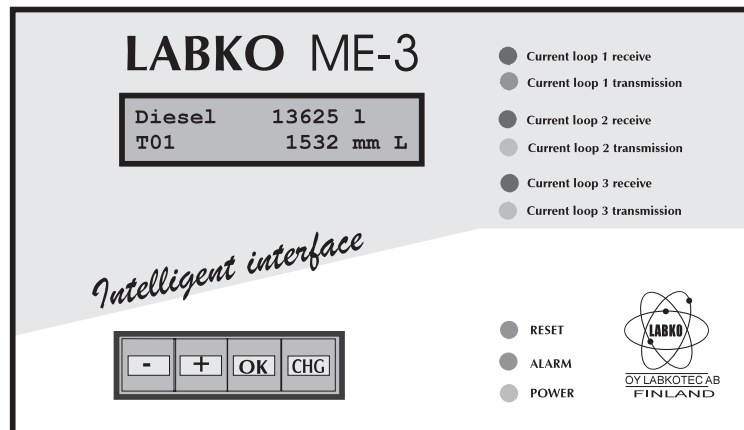 LABKO ME-3
Diesel 13625 l
T01 1532 mm L
Current loop 1 receive
Current loop 1 transmission
Current loop 2 receive
Current loop 2 transmission
Current loop 3 receive
Current loop 3 transmission
Intelligent interface
- + OK CHG
RESET
ALARM
POWER
LABKO
OY LABKOTEC AB
FINLAND